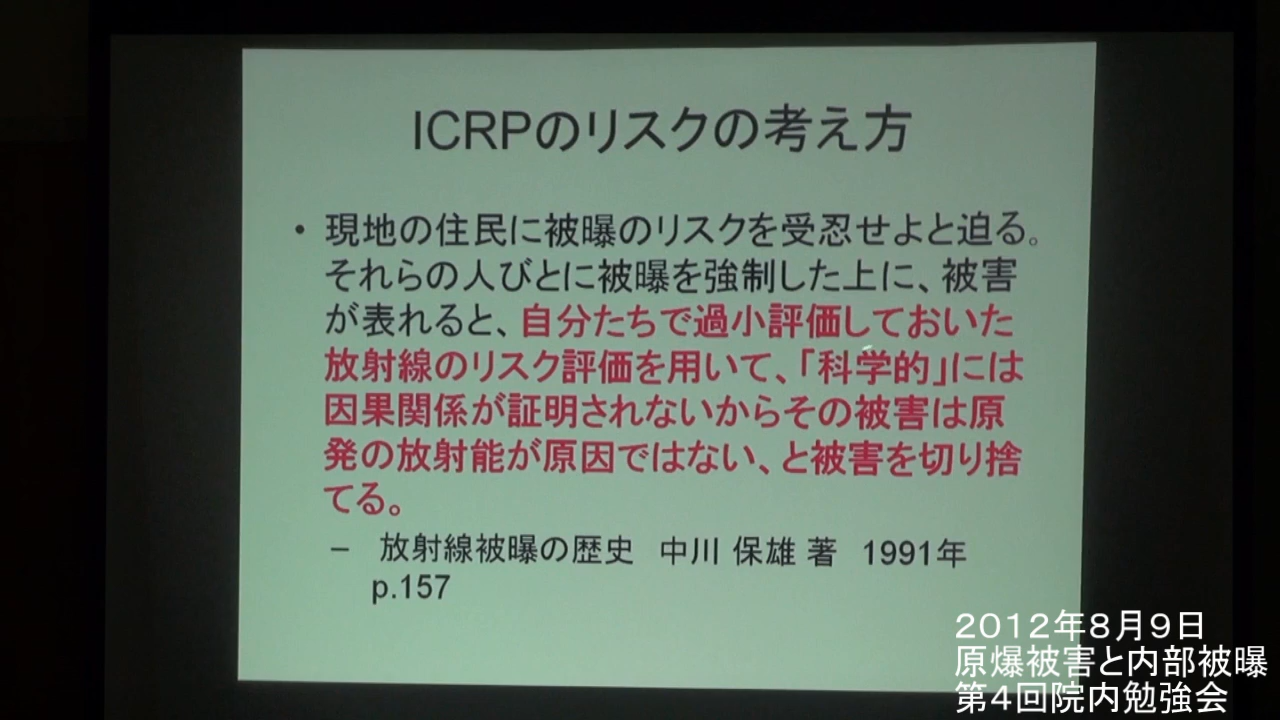 ICRPのリスクの考え方
• 現地の住民に被曝のリスクを受忍せよと迫る。
それらの人びとに被曝を強制した上に、被害
が表れると、自分たちで過小評価しておいた
放射線のリスク評価を用いて、「科学的」には
因果関係が証明されないからその被害は原
発の放射能が原因ではない、と被害を切り捨
てる。
– 放射線被曝の歴史 中川 保雄 著 1991年
p.157
２０１２年８月９日
原爆被害と内部被曝
第４回院内勉強会